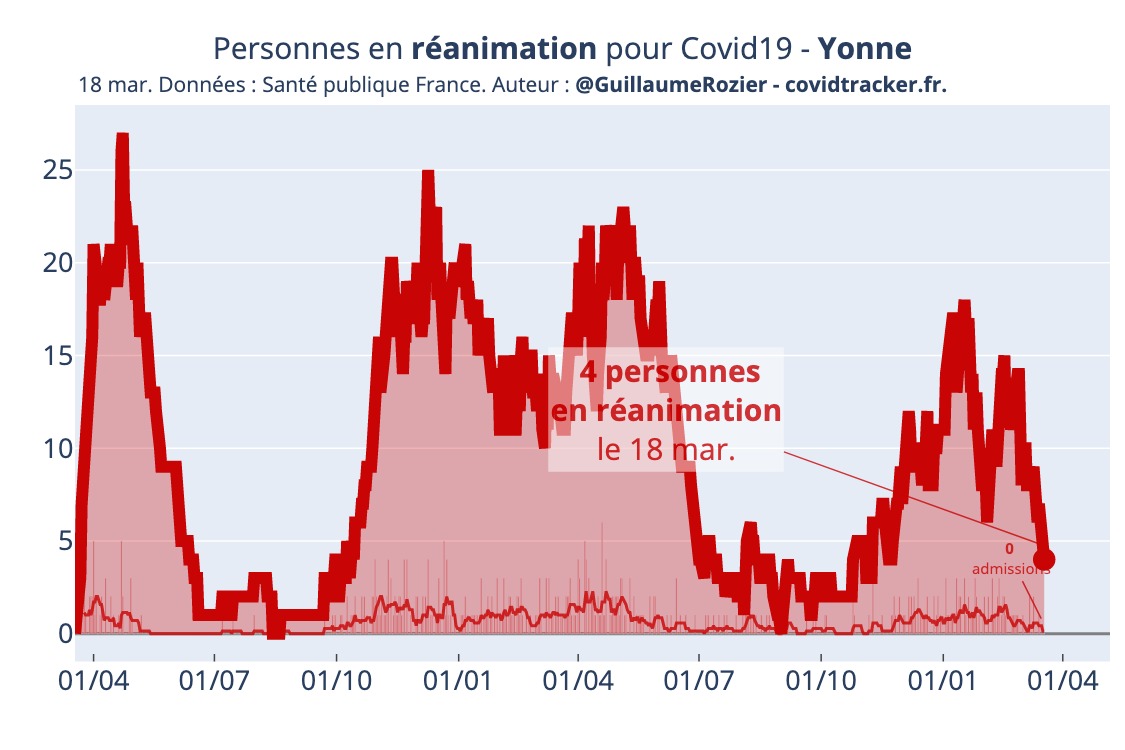 Personnes en réanimation pour Covid19 - Yonne
18 mar. Données : Santé publique France. Auteur : @GuillaumeRozier - covidtracker.fr.
25
20
15
10
5
0
4 personnes
en réanimation
le 18 mar.
0
admissions
01/04 01/07 01/10 01/01 01/04 01/07 01/10 01/01 01/04